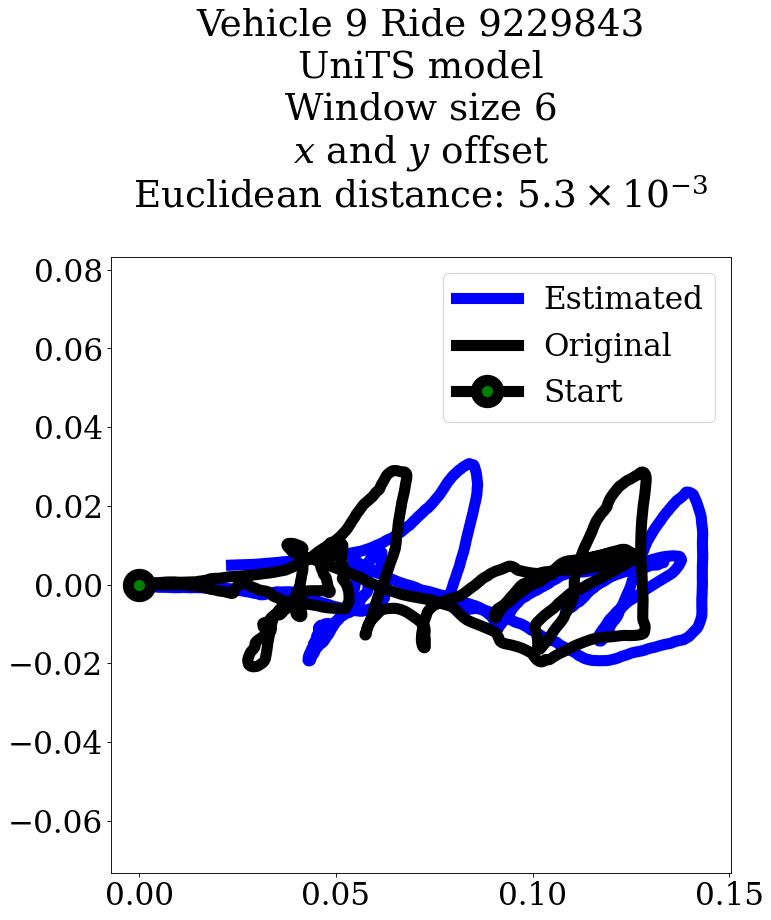 Vehicle 9 Ride 9229843
UniTS model
Window size 6
x and y offset
Euclidean distance: 5.3 × 10⁻³
Estimated
Original
Start
0.08
0.06
0.04
0.02
0.00
−0.02
−0.04
−0.06
0.00 0.05 0.10 0.15